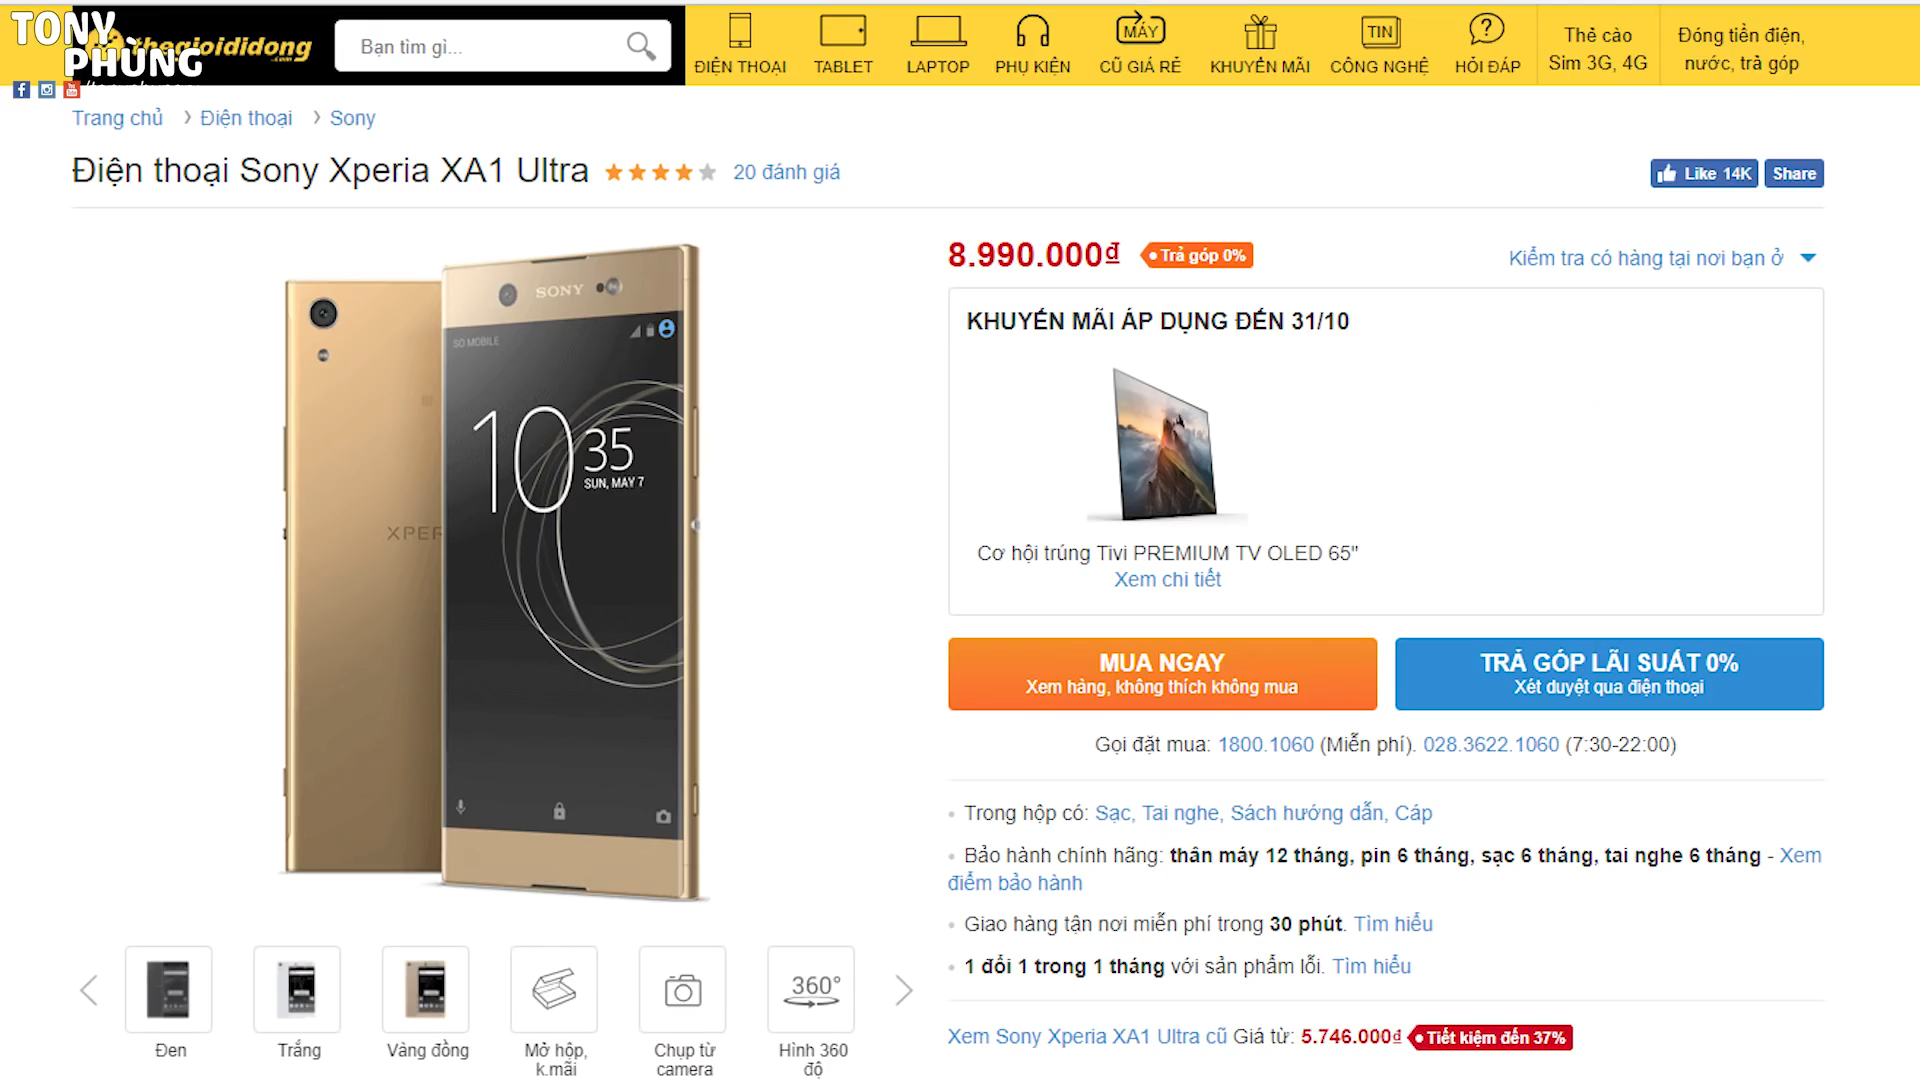 TONY
PHÙNG
thegioididong
.com
Bạn tìm gì...
ĐIỆN THOẠI
TABLET
LAPTOP
PHỤ KIỆN
MÁY
CŨ GIÁ RẺ
KHUYẾN MÃI
TIN
CÔNG NGHỆ
?
HỎI ĐÁP
Thẻ cào
Sim 3G, 4G
Đóng tiền điện,
nước, trả góp
Trang chủ › Điện thoại › Sony
Điện thoại Sony Xperia XA1 Ultra
20 đánh giá
Like 14K
Share
SONY
SO MOBILE
10 35
SUN, MAY 7
XPER
8.990.000₫
Trả góp 0%
Kiểm tra có hàng tại nơi bạn ở
KHUYẾN MÃI ÁP DỤNG ĐẾN 31/10
Cơ hội trúng Tivi PREMIUM TV OLED 65"
Xem chi tiết
MUA NGAY
Xem hàng, không thích không mua
TRẢ GÓP LÃI SUẤT 0%
Xét duyệt qua điện thoại
Gọi đặt mua: 1800.1060 (Miễn phí). 028.3622.1060 (7:30-22:00)
Trong hộp có: Sạc, Tai nghe, Sách hướng dẫn, Cáp
Bảo hành chính hãng: thân máy 12 tháng, pin 6 tháng, sạc 6 tháng, tai nghe 6 tháng - Xem
điểm bảo hành
Giao hàng tận nơi miễn phí trong 30 phút. Tìm hiểu
1 đổi 1 trong 1 tháng với sản phẩm lỗi. Tìm hiểu
Xem Sony Xperia XA1 Ultra cũ Giá từ: 5.746.000₫ Tiết kiệm đến 37%
Đen
Trắng
Vàng đồng
Mở hộp,
k.mãi
Chụp từ
camera
360°
Hình 360
độ